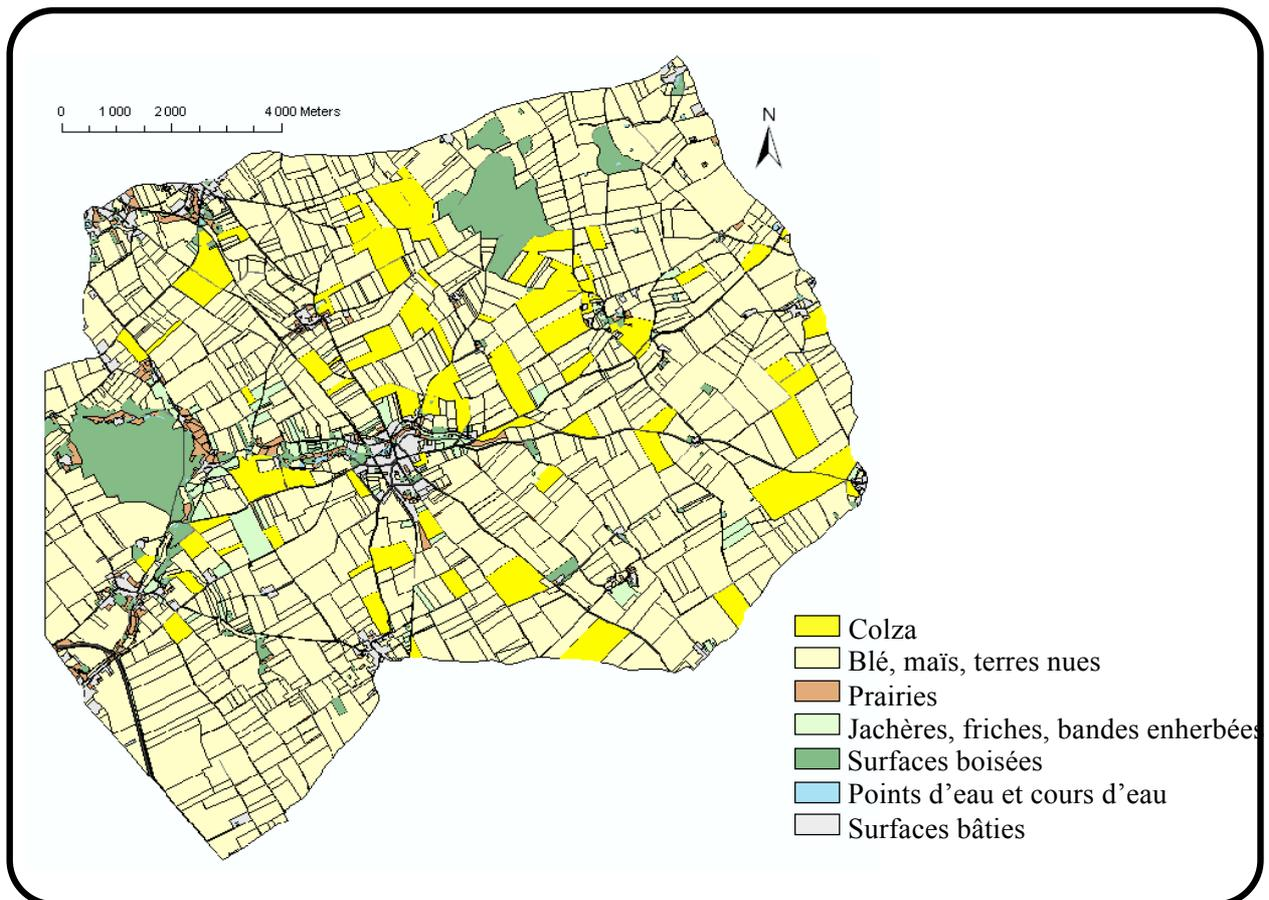 0 1 000 2 000 4 000 Meters
N
Colza
Blé, maïs, terres nues
Prairies
Jachères, friches, bandes enherbées
Surfaces boisées
Points d’eau et cours d’eau
Surfaces bâties